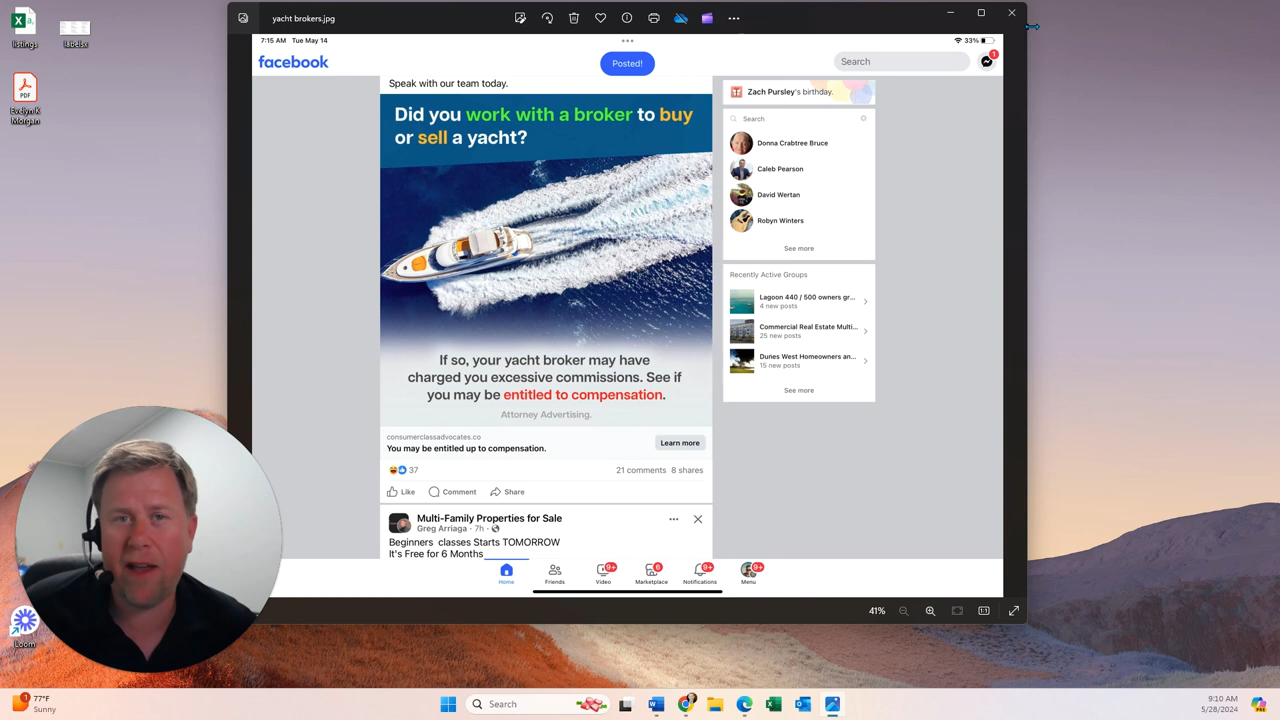 yacht brokers.jpg
Listings
Evelyn K
Morgan
Loom
7:15 AM Tue May 14
33%
facebook
Posted!
Search
1
Speak with our team today.
Did you work with a broker to buy
or sell a yacht?
If so, your yacht broker may have
charged you excessive commissions. See if
you may be entitled to compensation.
Attorney Advertising.
consumerclassadvocates.co
You may be entitled up to compensation.
Learn more
37
21 comments 8 shares
Like
Comment
Share
Multi-Family Properties for Sale
Greg Arriaga · 7h ·
Beginners classes Starts TOMORROW
It's Free for 6 Months
Zach Pursley's birthday.
Search
Donna Crabtree Bruce
Caleb Pearson
David Wertan
Robyn Winters
See more
Recently Active Groups
Lagoon 440 / 500 owners gr...
4 new posts
Commercial Real Estate Multi...
25 new posts
Dunes West Homeowners an...
15 new posts
See more
Home
Friends
9+
Video
6
Marketplace
9+
Notifications
9+
Menu
41%
1
77°F
Sunny
Search
9:10 AM
5/28/2024